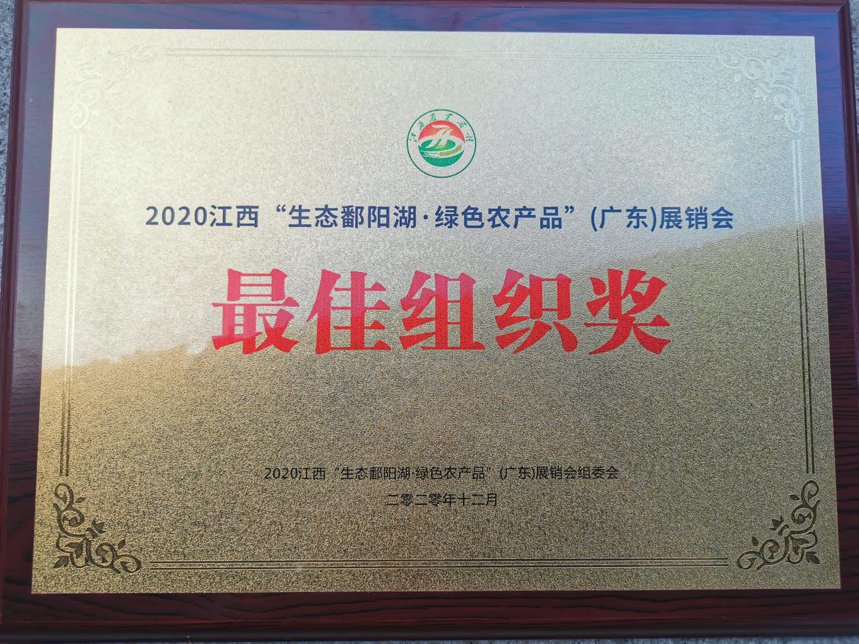 2020江西“生态鄱阳湖·绿色农产品”(广东)展销会
最佳组织奖
2020江西“生态鄱阳湖·绿色农产品”(广东)展销会组委会
二零二零年十二月